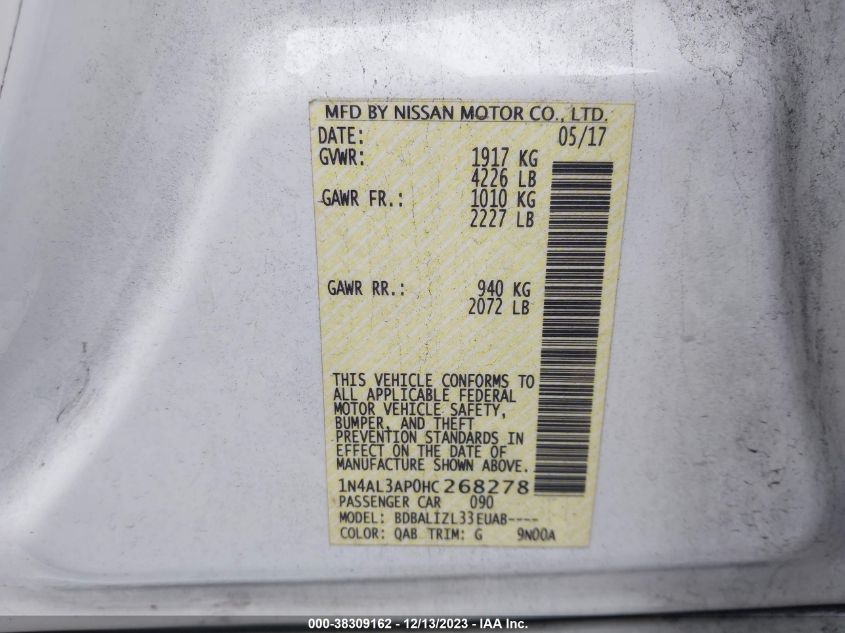 MFD BY NISSAN MOTOR CO., LTD.
DATE: 05/17
GVWR: 1917 KG
4226 LB
GAWR FR.: 1010 KG
2227 LB
GAWR RR.: 940 KG
2072 LB
THIS VEHICLE CONFORMS TO
ALL APPLICABLE FEDERAL
MOTOR VEHICLE SAFETY,
BUMPER, AND THEFT
PREVENTION STANDARDS IN
EFFECT ON THE DATE OF
MANUFACTURE SHOWN ABOVE.
1N4AL3AP0HC268278
PASSENGER CAR 090
MODEL: BDBALIZL33EUAB----
COLOR: QAB TRIM: G 9N00A
000-38309162 - 12/13/2023 - IAA Inc.